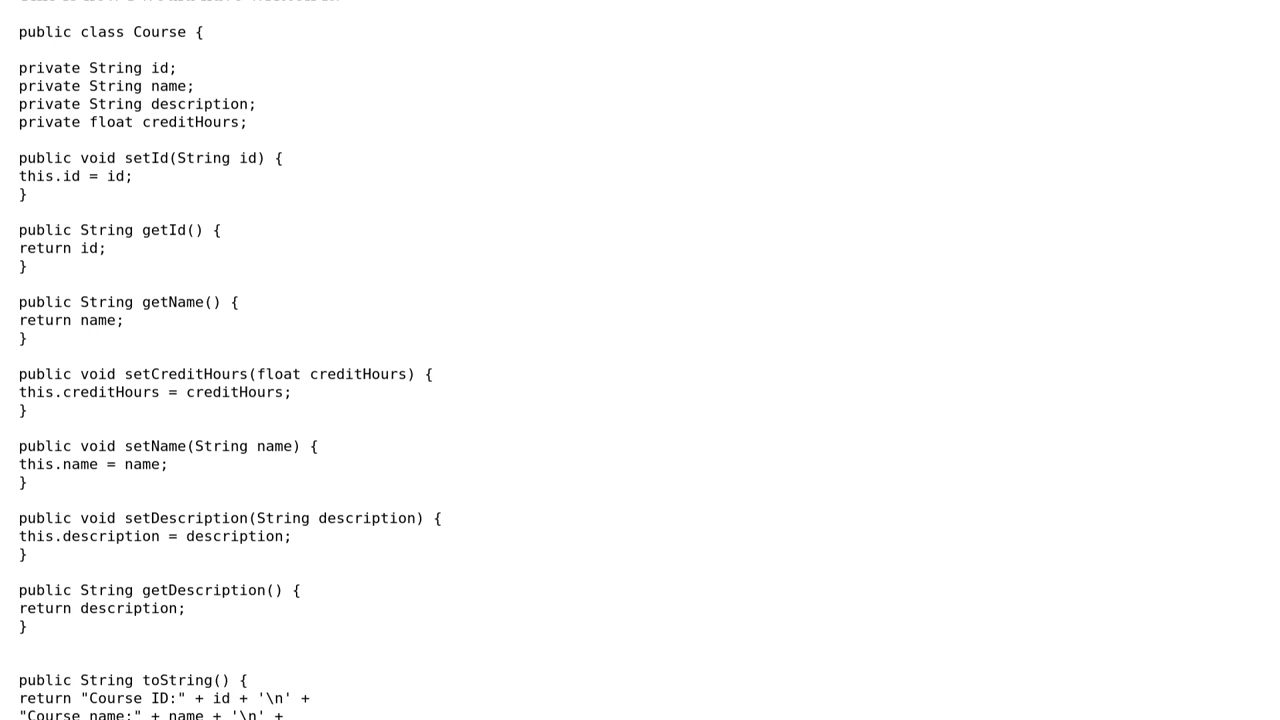 public class Course {
private String id;
private String name;
private String description;
private float creditHours;
public void setId(String id) {
this.id = id;
}
public String getId() {
return id;
}
public String getName() {
return name;
}
public void setCreditHours(float creditHours) {
this.creditHours = creditHours;
}
public void setName(String name) {
this.name = name;
}
public void setDescription(String description) {
this.description = description;
}
public String getDescription() {
return description;
}
public String toString() {
return "Course ID:" + id + '\n' +
"Course name:" + name + '\n' +